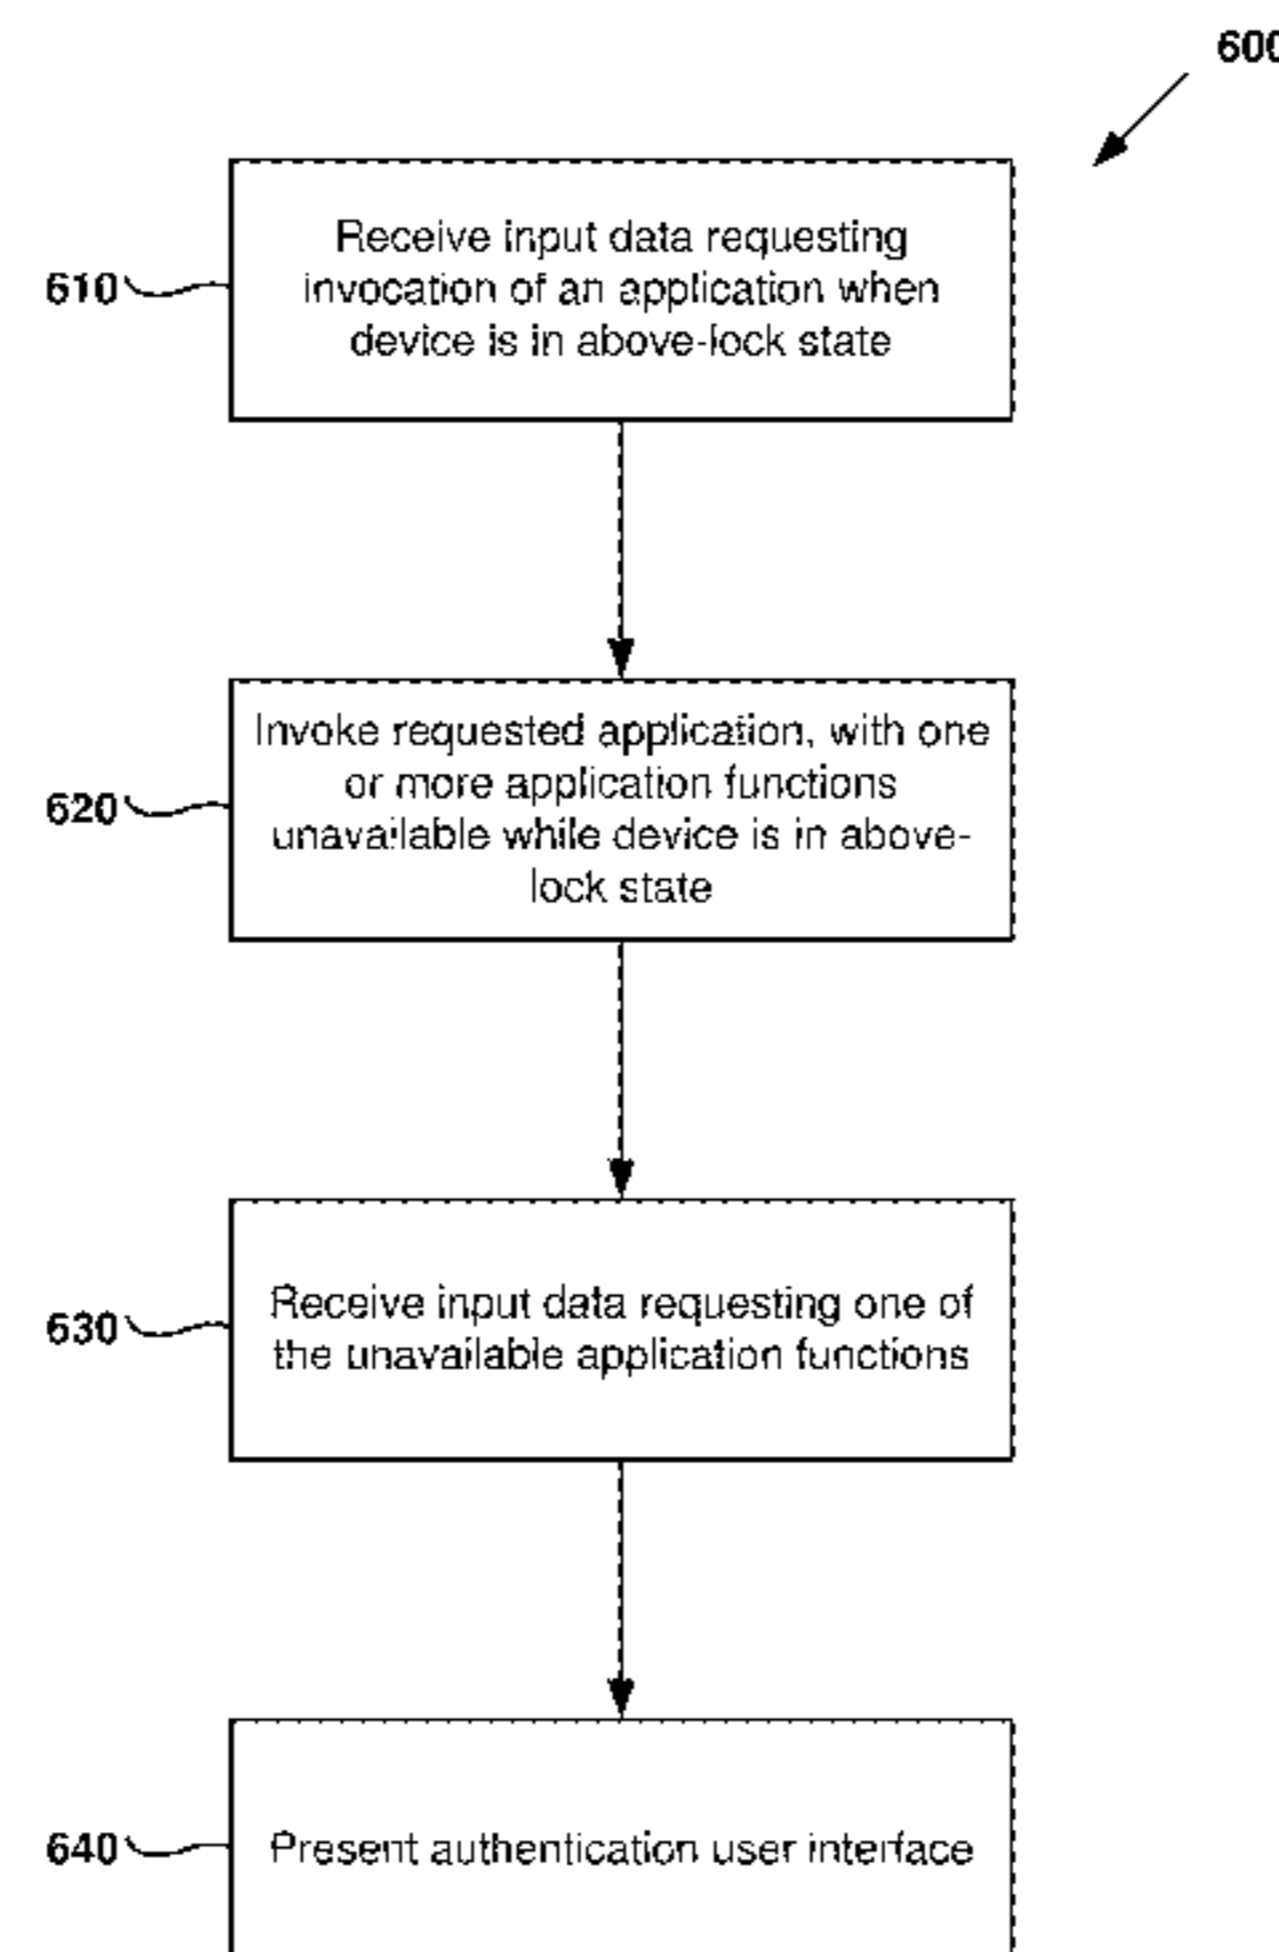 600
Receive input data requesting
610
invocation of an application when
device is in above-lock state
Invoke requested application, with one
or more application functions
620
unavailable while device is in above-
lock state
Receive input data requesting one of
630
the unavailable application functions
640
Present authentication user interface